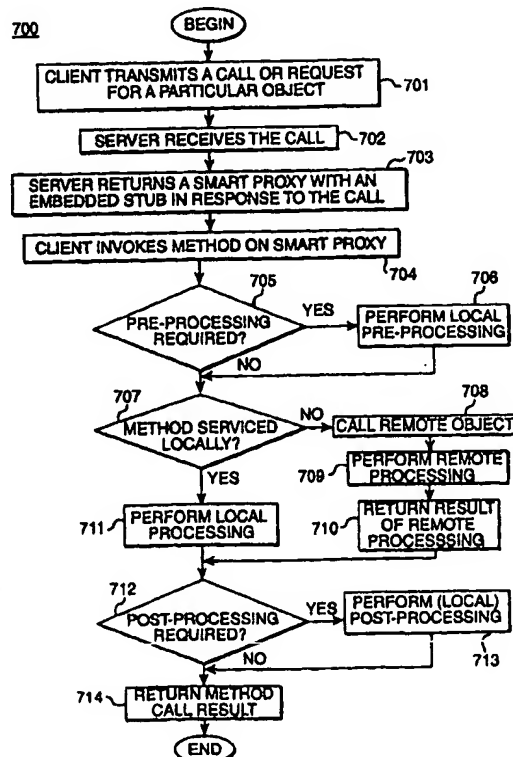 700
BEGIN
CLIENT TRANSMITS A CALL OR REQUEST
FOR A PARTICULAR OBJECT
701
SERVER RECEIVES THE CALL
702
703
SERVER RETURNS A SMART PROXY WITH AN
EMBEDDED STUB IN RESPONSE TO THE CALL
CLIENT INVOKES METHOD ON SMART PROXY
704
705
PRE-PROCESSING
REQUIRED?
YES
706
PERFORM LOCAL
PRE-PROCESSING
NO
707
METHOD SERVICED
LOCALLY?
NO
708
CALL REMOTE OBJECT
709
PERFORM REMOTE
PROCESSING
YES
711
PERFORM LOCAL
PROCESSING
710
RETURN RESULT
OF REMOTE
PROCESSSING
712
POST-PROCESSING
REQUIRED?
YES
PERFORM (LOCAL)
POST-PROCESSING
713
NO
714
RETURN METHOD
CALL RESULT
END